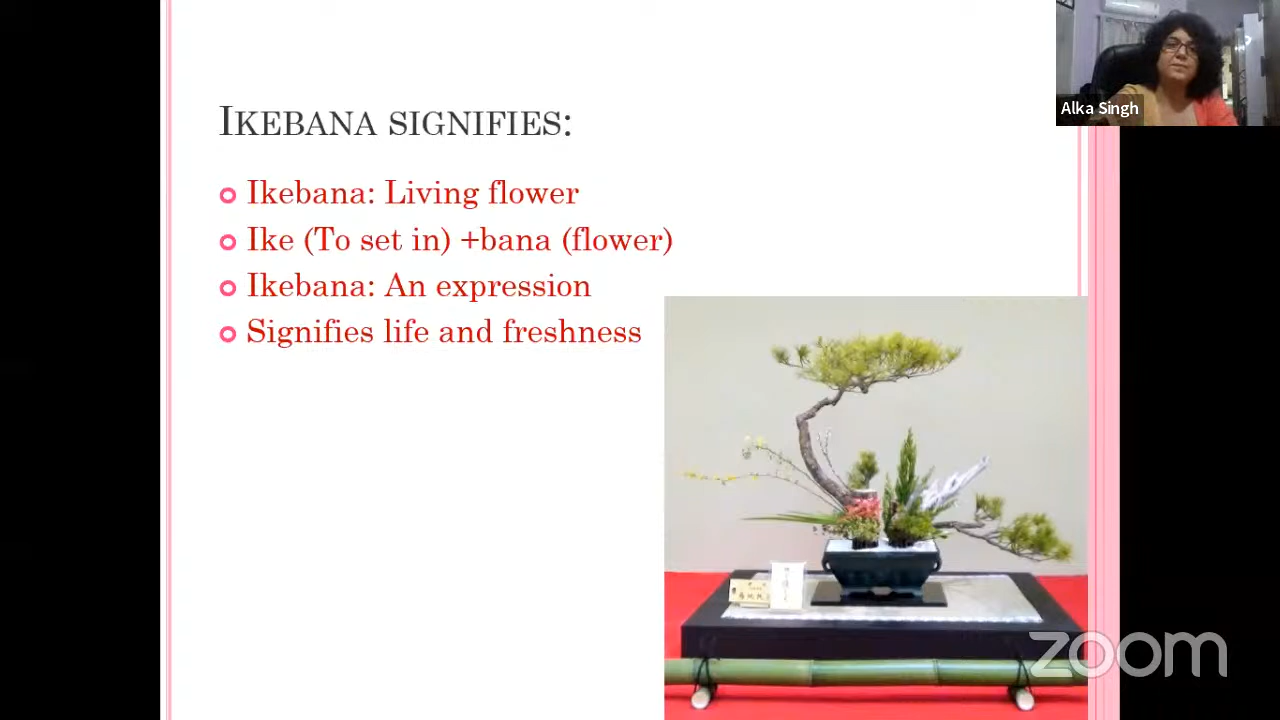 Alka Singh
IKEBANA SIGNIFIES:
Ikebana: Living flower
Ike (To set in) +bana (flower)
Ikebana: An expression
Signifies life and freshness
zoom